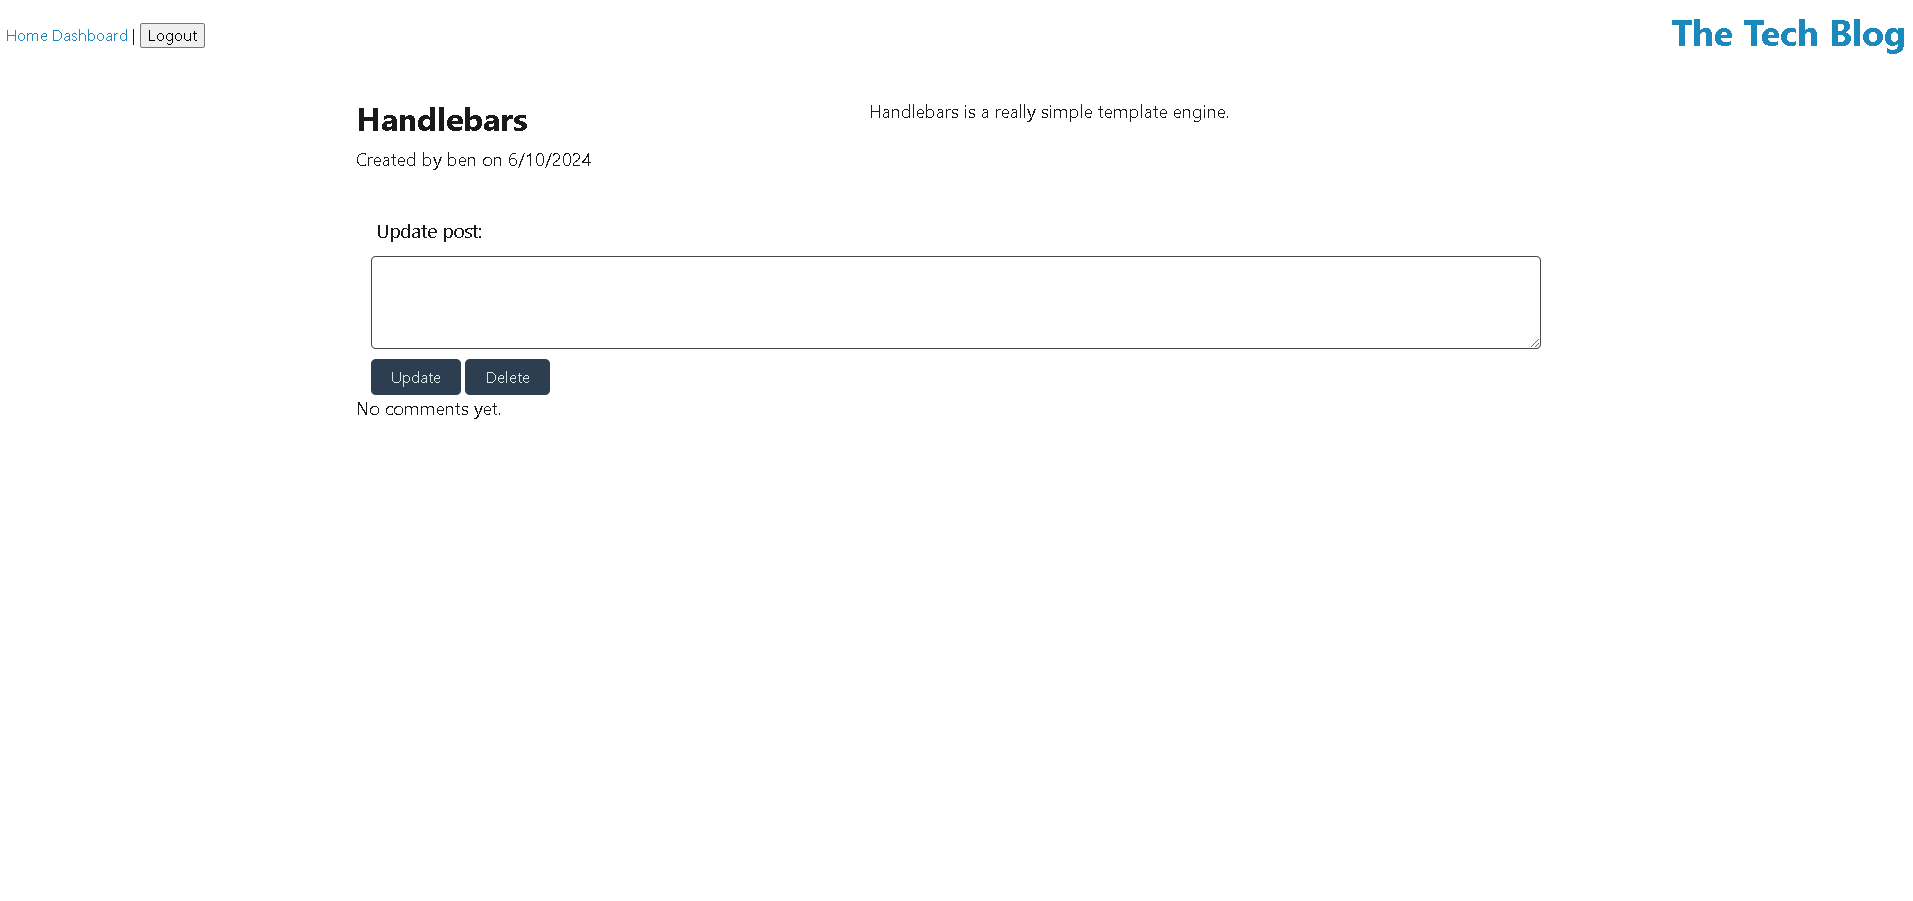 Home Dashboard | Logout
The Tech Blog
Handlebars
Created by ben on 6/10/2024
Handlebars is a really simple template engine.
Update post:
Update Delete
No comments yet.